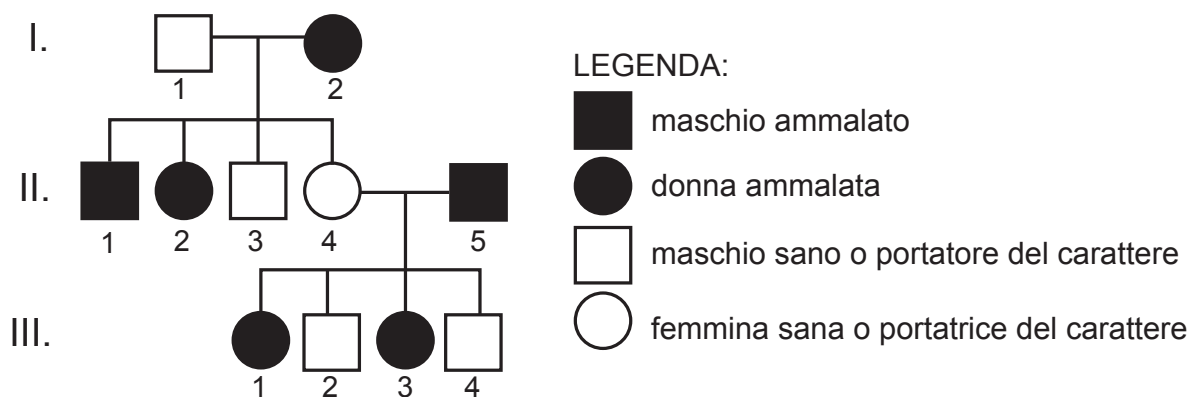 I.
1 2
II.
1 2 3 4 5
III.
1 2 3 4
LEGENDA:
maschio ammalato
donna ammalata
maschio sano o portatore del carattere
femmina sana o portatrice del carattere